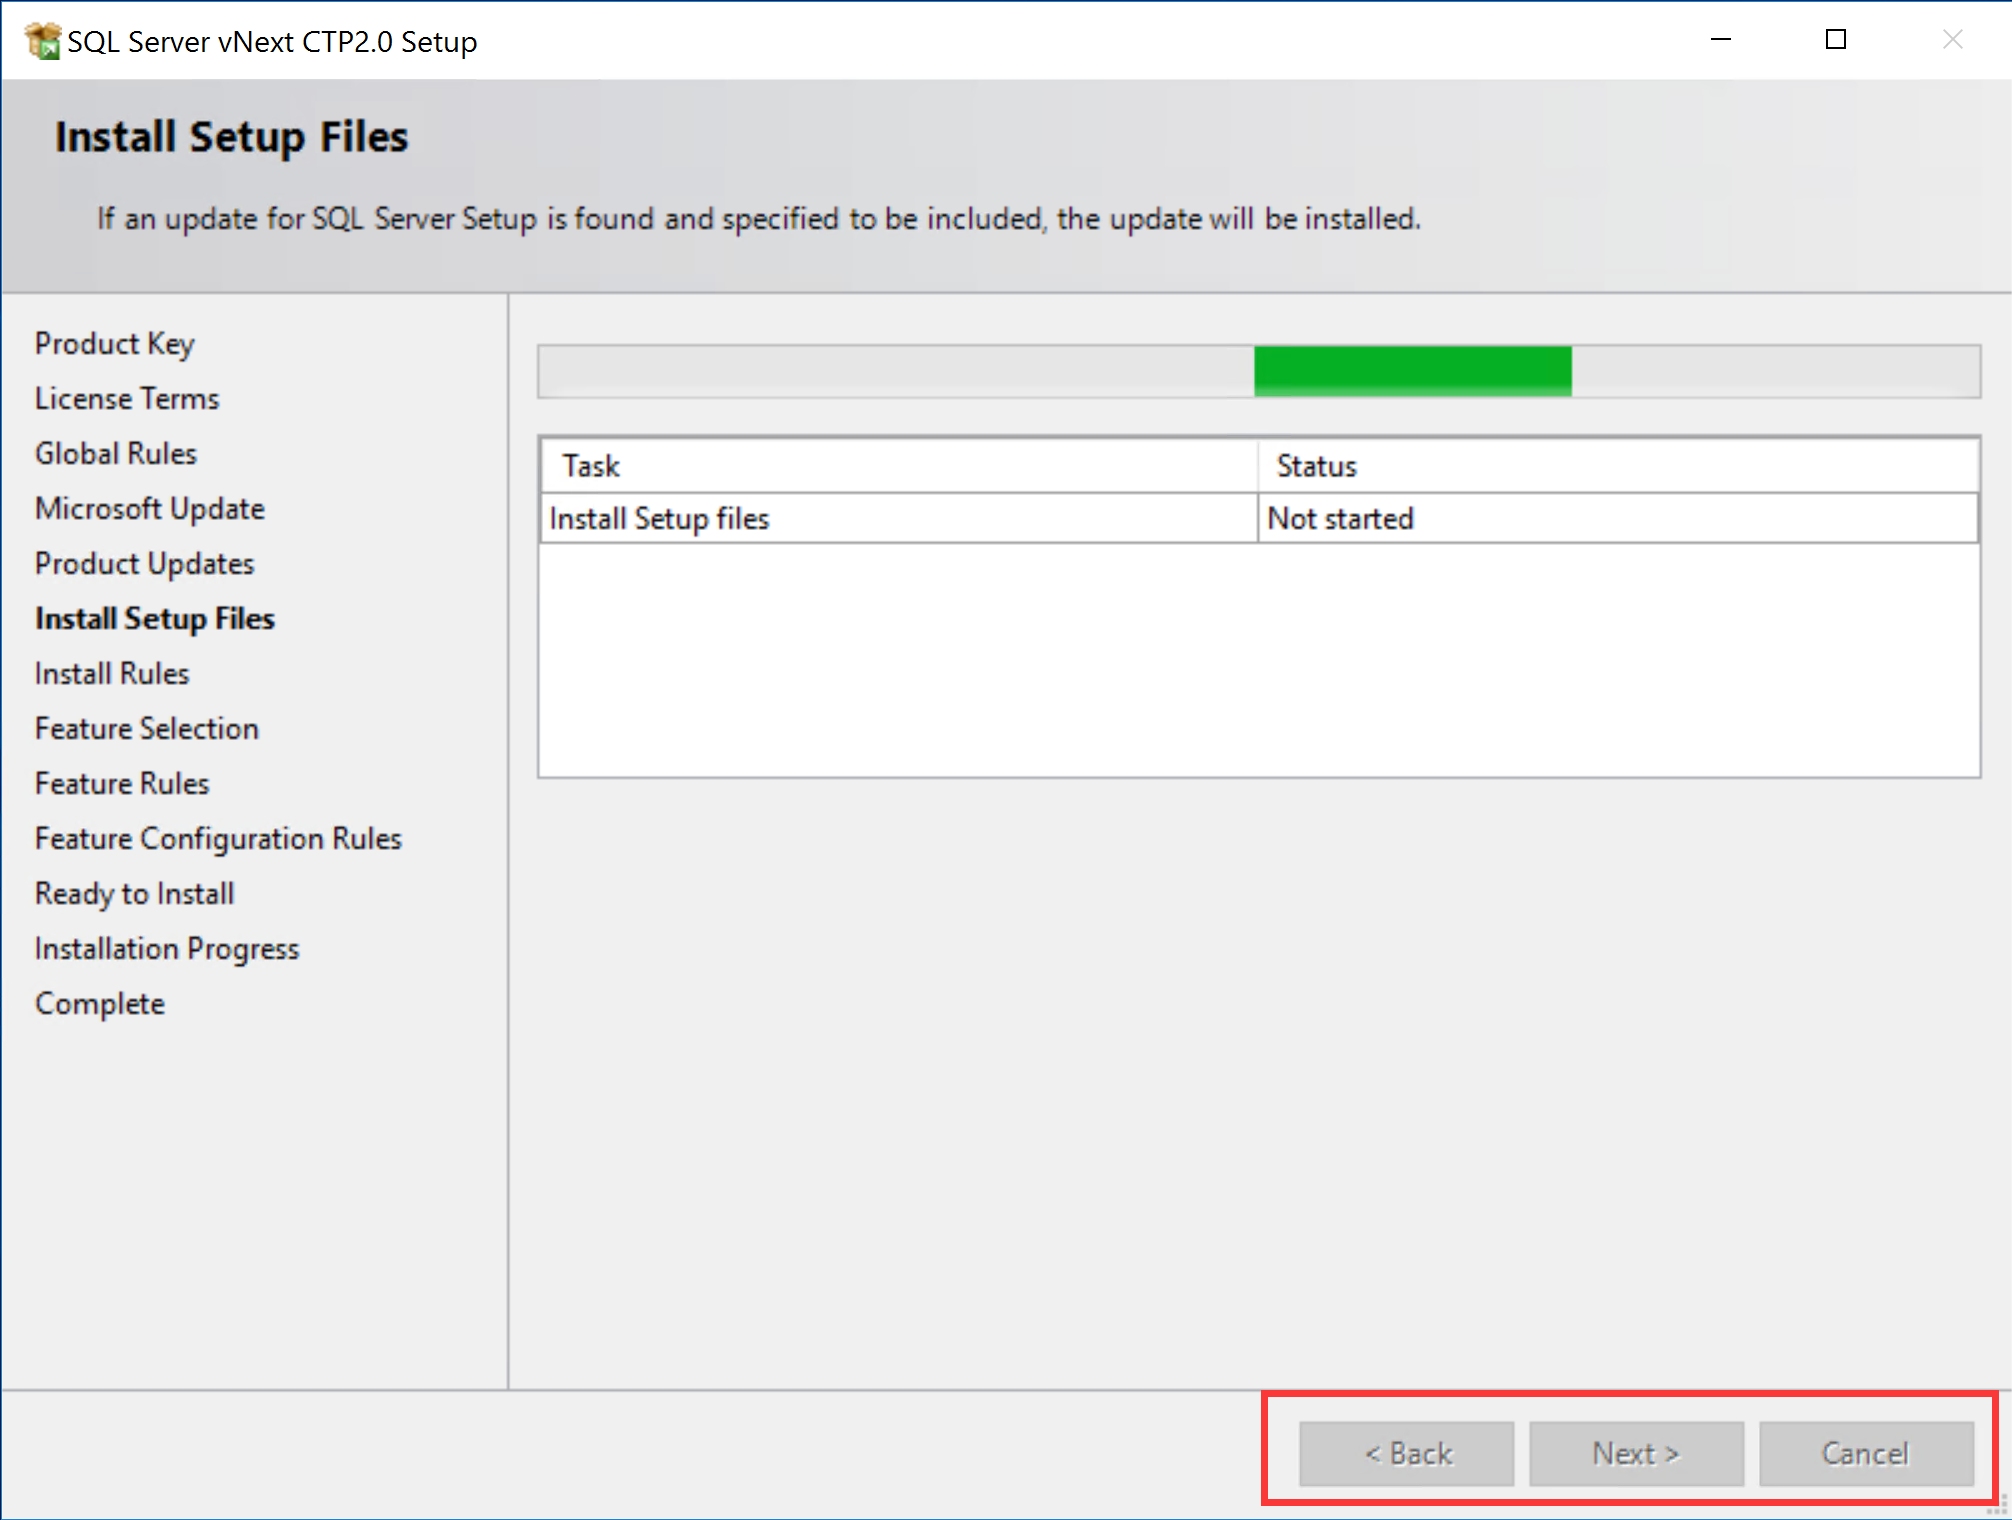 SQL Server vNext CTP2.0 Setup
Install Setup Files
If an update for SQL Server Setup is found and specified to be included, the update will be installed.
Product Key
License Terms
Global Rules
Microsoft Update
Product Updates
Install Setup Files
Install Rules
Feature Selection
Feature Rules
Feature Configuration Rules
Ready to Install
Installation Progress
Complete
Task Status
Install Setup files Not started
< Back Next > Cancel